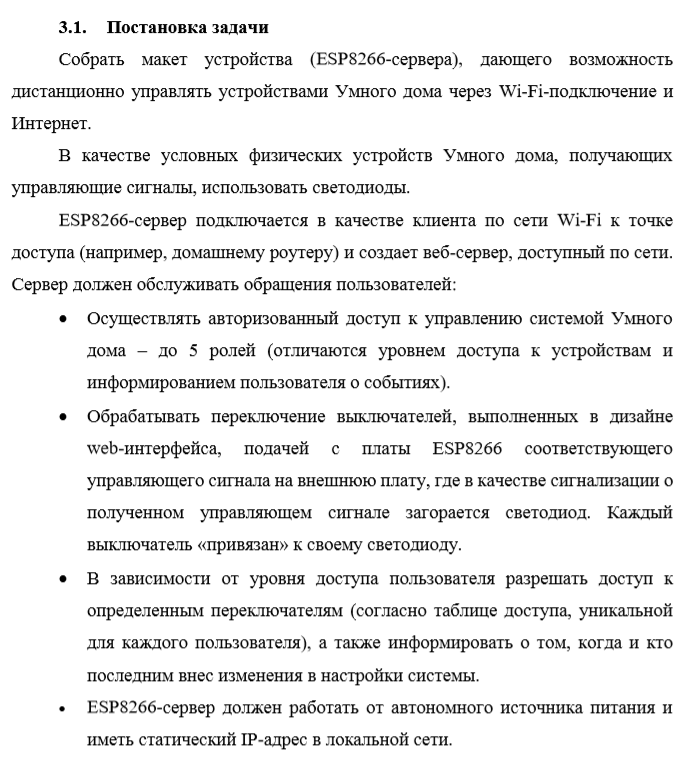 3.1. Постановка задачи
Собрать макет устройства (ESP8266-сервера), дающего возможность
дистанционно управлять устройствами Умного дома через Wi-Fi-подключение и
Интернет.
В качестве условных физических устройств Умного дома, получающих
управляющие сигналы, использовать светодиоды.
ESP8266-сервер подключается в качестве клиента по сети Wi-Fi к точке
доступа (например, домашнему роутеру) и создает веб-сервер, доступный по сети.
Сервер должен обслуживать обращения пользователей:
• Осуществлять авторизованный доступ к управлению системой Умного
дома – до 5 ролей (отличаются уровнем доступа к устройствам и
информированием пользователя о событиях).
• Обрабатывать переключение выключателей, выполненных в дизайне
web-интерфейса, подачей с платы ESP8266 соответствующего
управляющего сигнала на внешнюю плату, где в качестве сигнализации о
полученном управляющем сигнале загорается светодиод. Каждый
выключатель «привязан» к своему светодиоду.
• В зависимости от уровня доступа пользователя разрешать доступ к
определенным переключателям (согласно таблице доступа, уникальной
для каждого пользователя), а также информировать о том, когда и кто
последним внес изменения в настройки системы.
• ESP8266-сервер должен работать от автономного источника питания и
иметь статический IP-адрес в локальной сети.